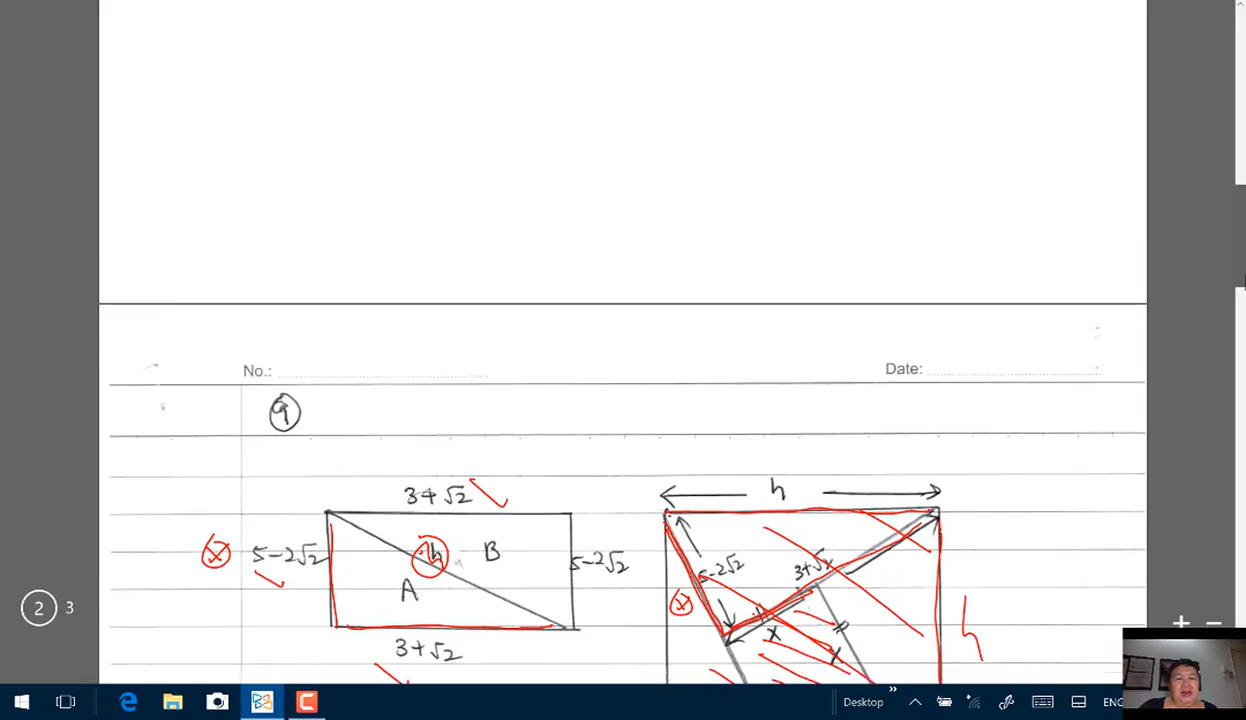 No.:
Date:
9
3+√2
h
5-2√2
h
B
5-2√2
A
3+√2
5-2√2
3+√2
x
x
h
2
3
Desktop
ENG